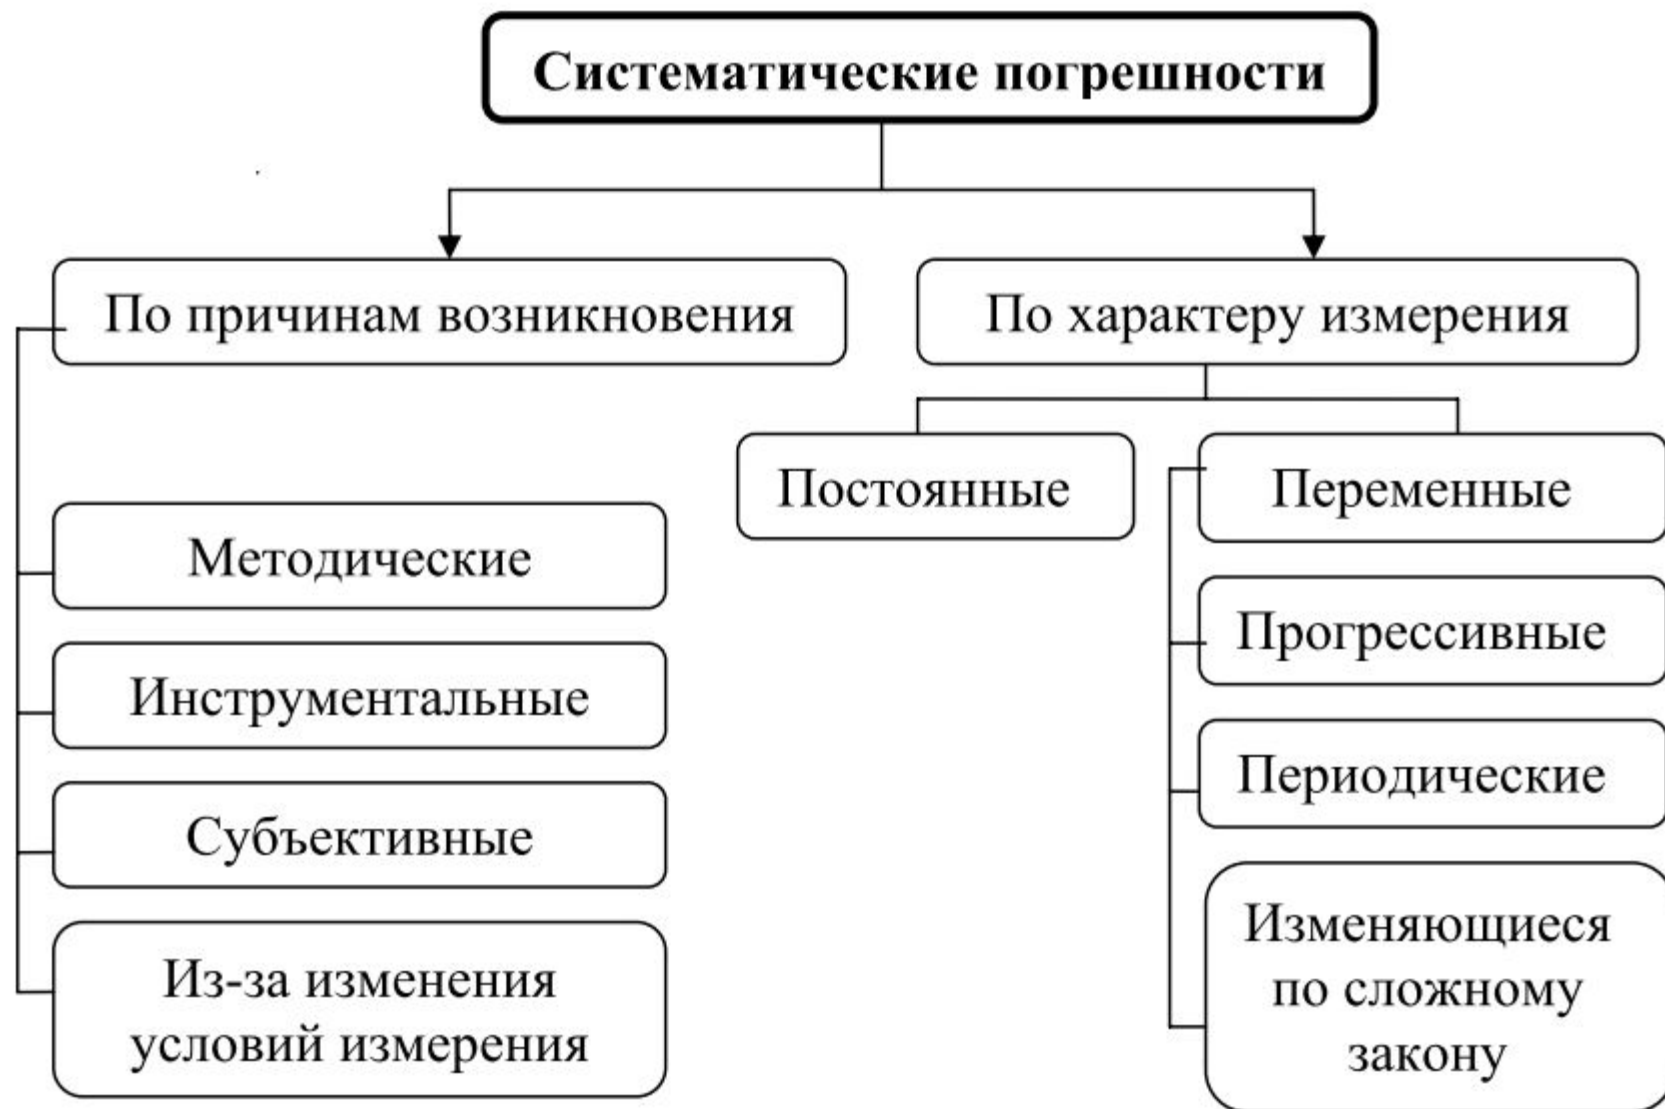 Систематические погрешности
По причинам возникновения
По характеру измерения
Постоянные
Переменные
Методические
Прогрессивные
Инструментальные
Периодические
Субъективные
Изменяющиеся
по сложному
закону
Из-за изменения
условий измерения